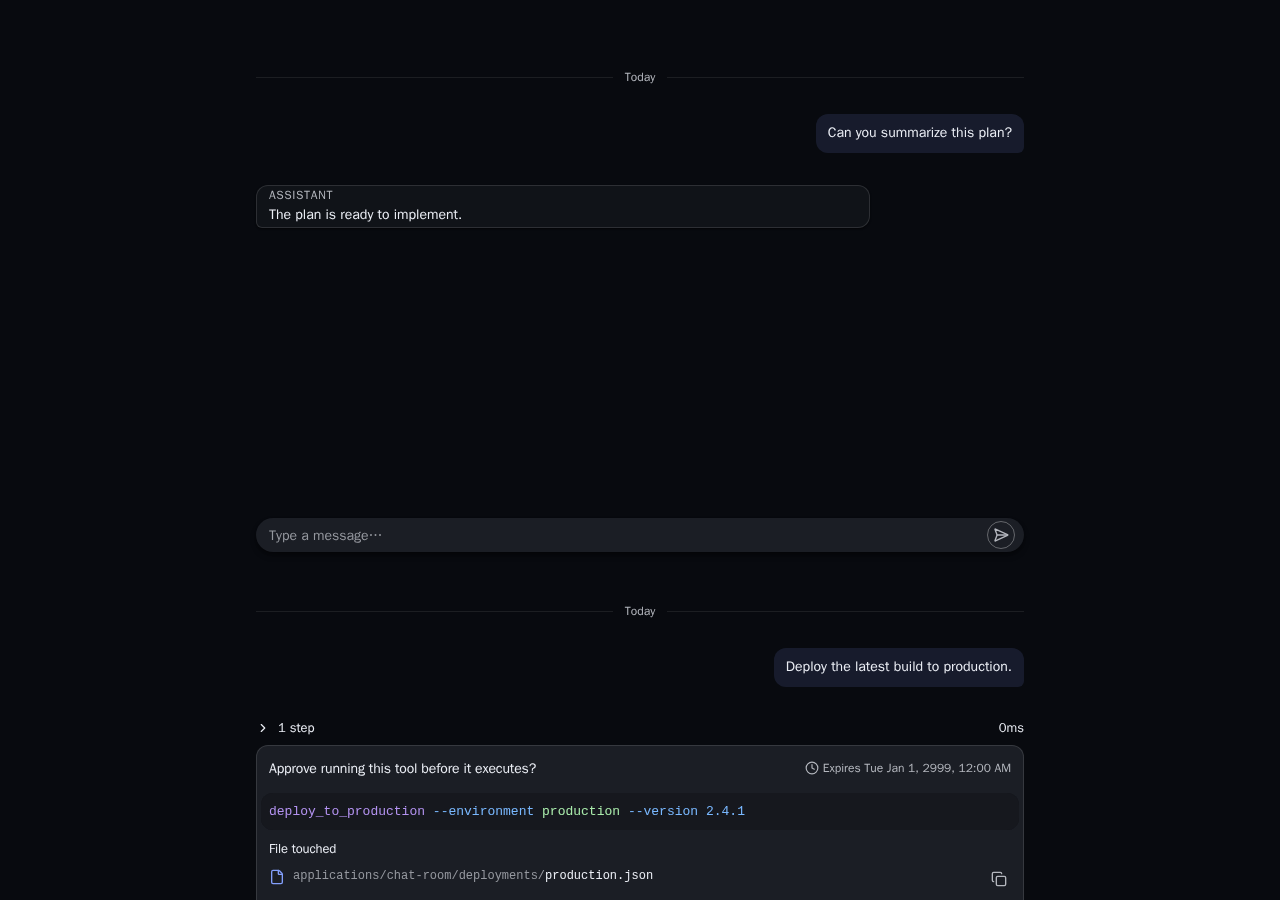 Today
Can you summarize this plan?
ASSISTANT
The plan is ready to implement.
Type a message…
Today
Deploy the latest build to production.
1 step 0ms
Approve running this tool before it executes? Expires Tue Jan 1, 2999, 12:00 AM
deploy_to_production --environment production --version 2.4.1
File touched
applications/chat-room/deployments/production.json